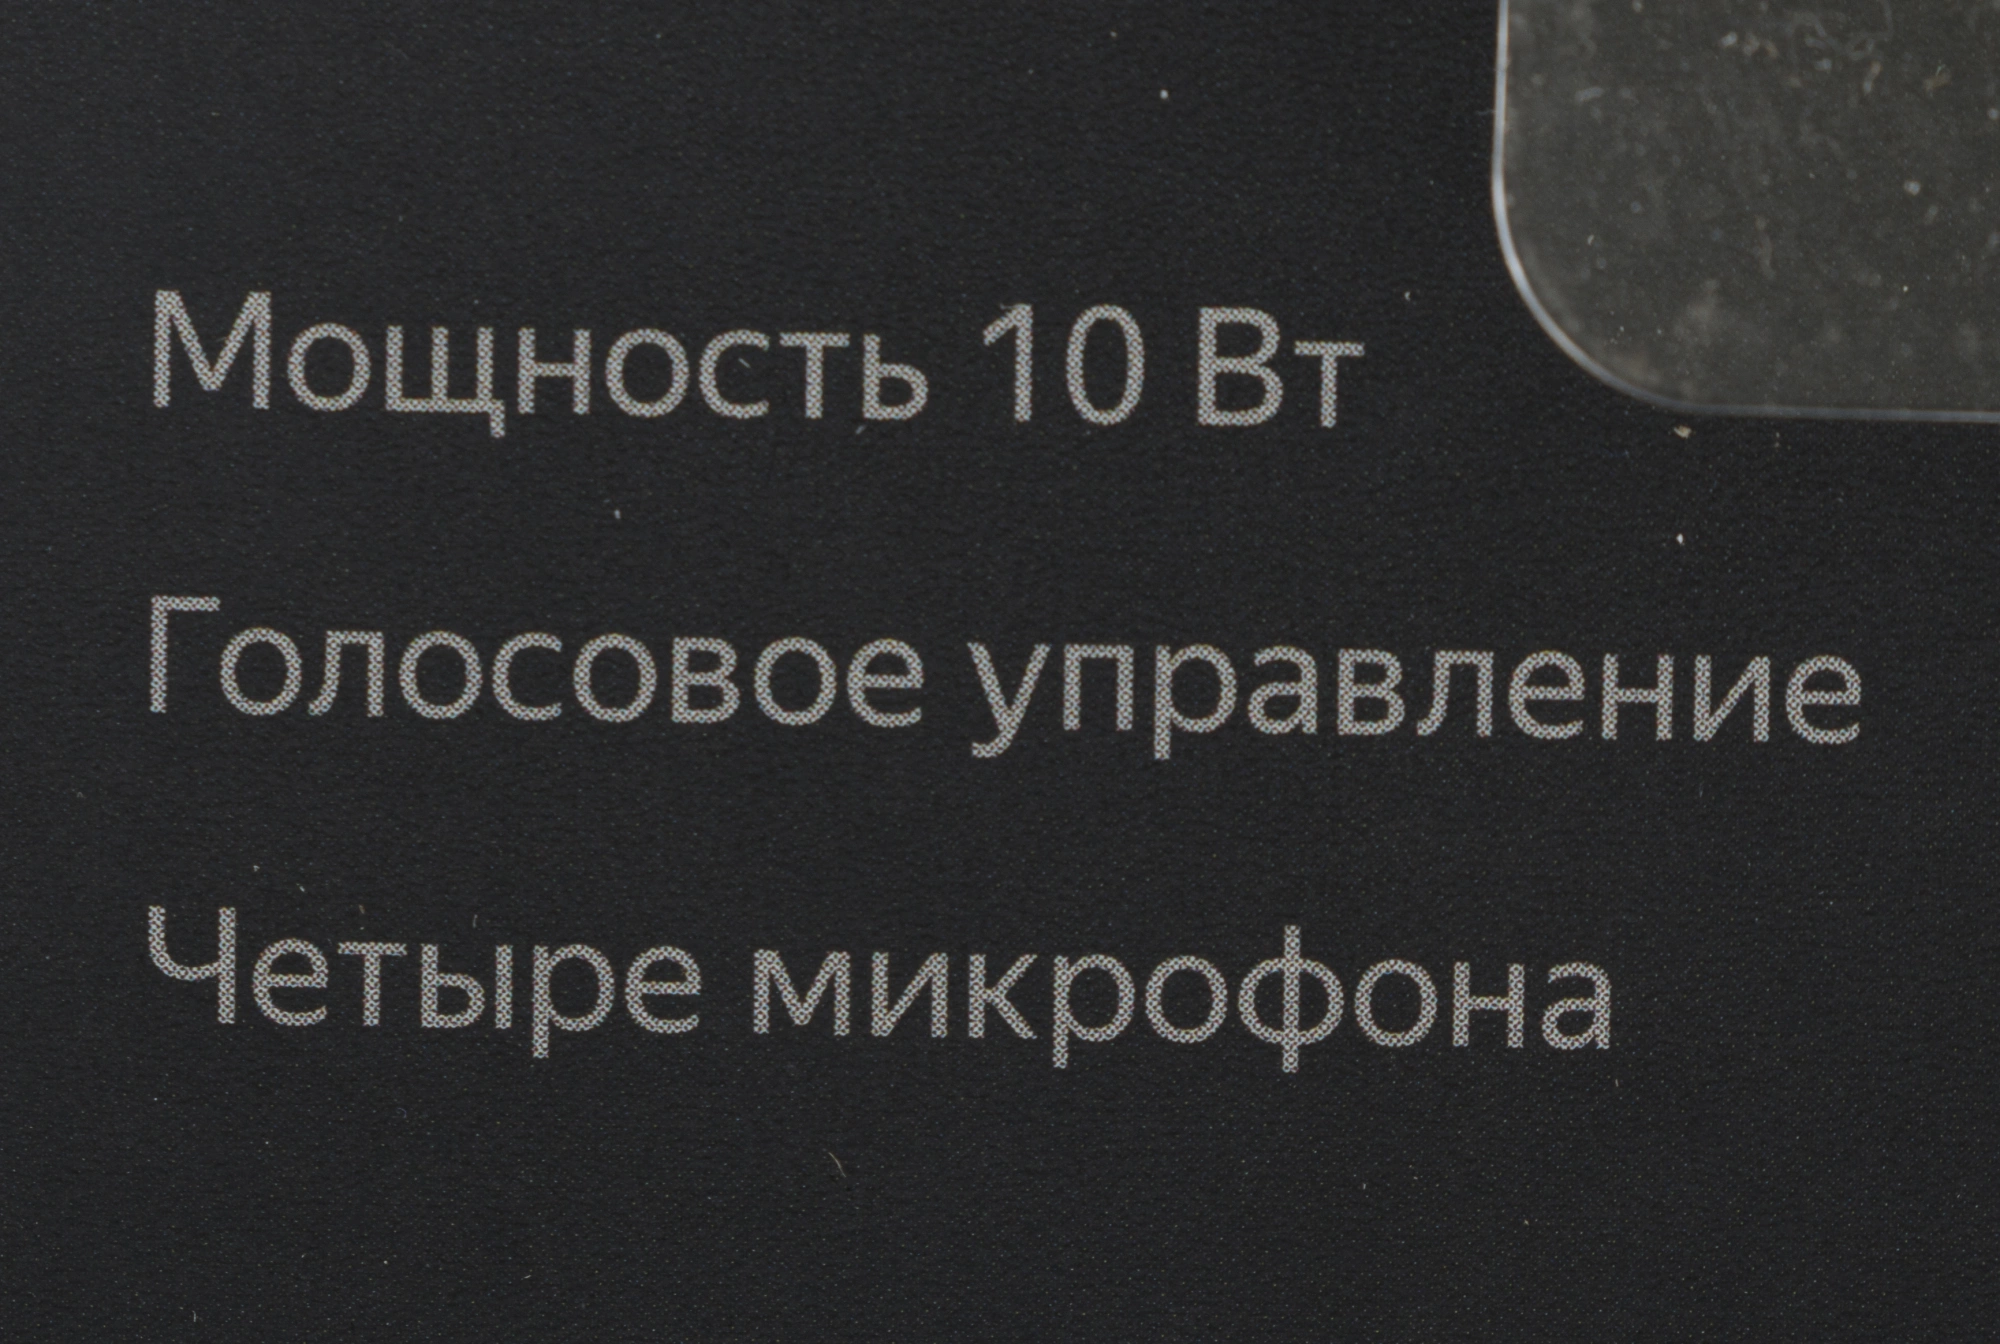 Мощность 10 Вт
Голосовое управление
Четыре микрофона